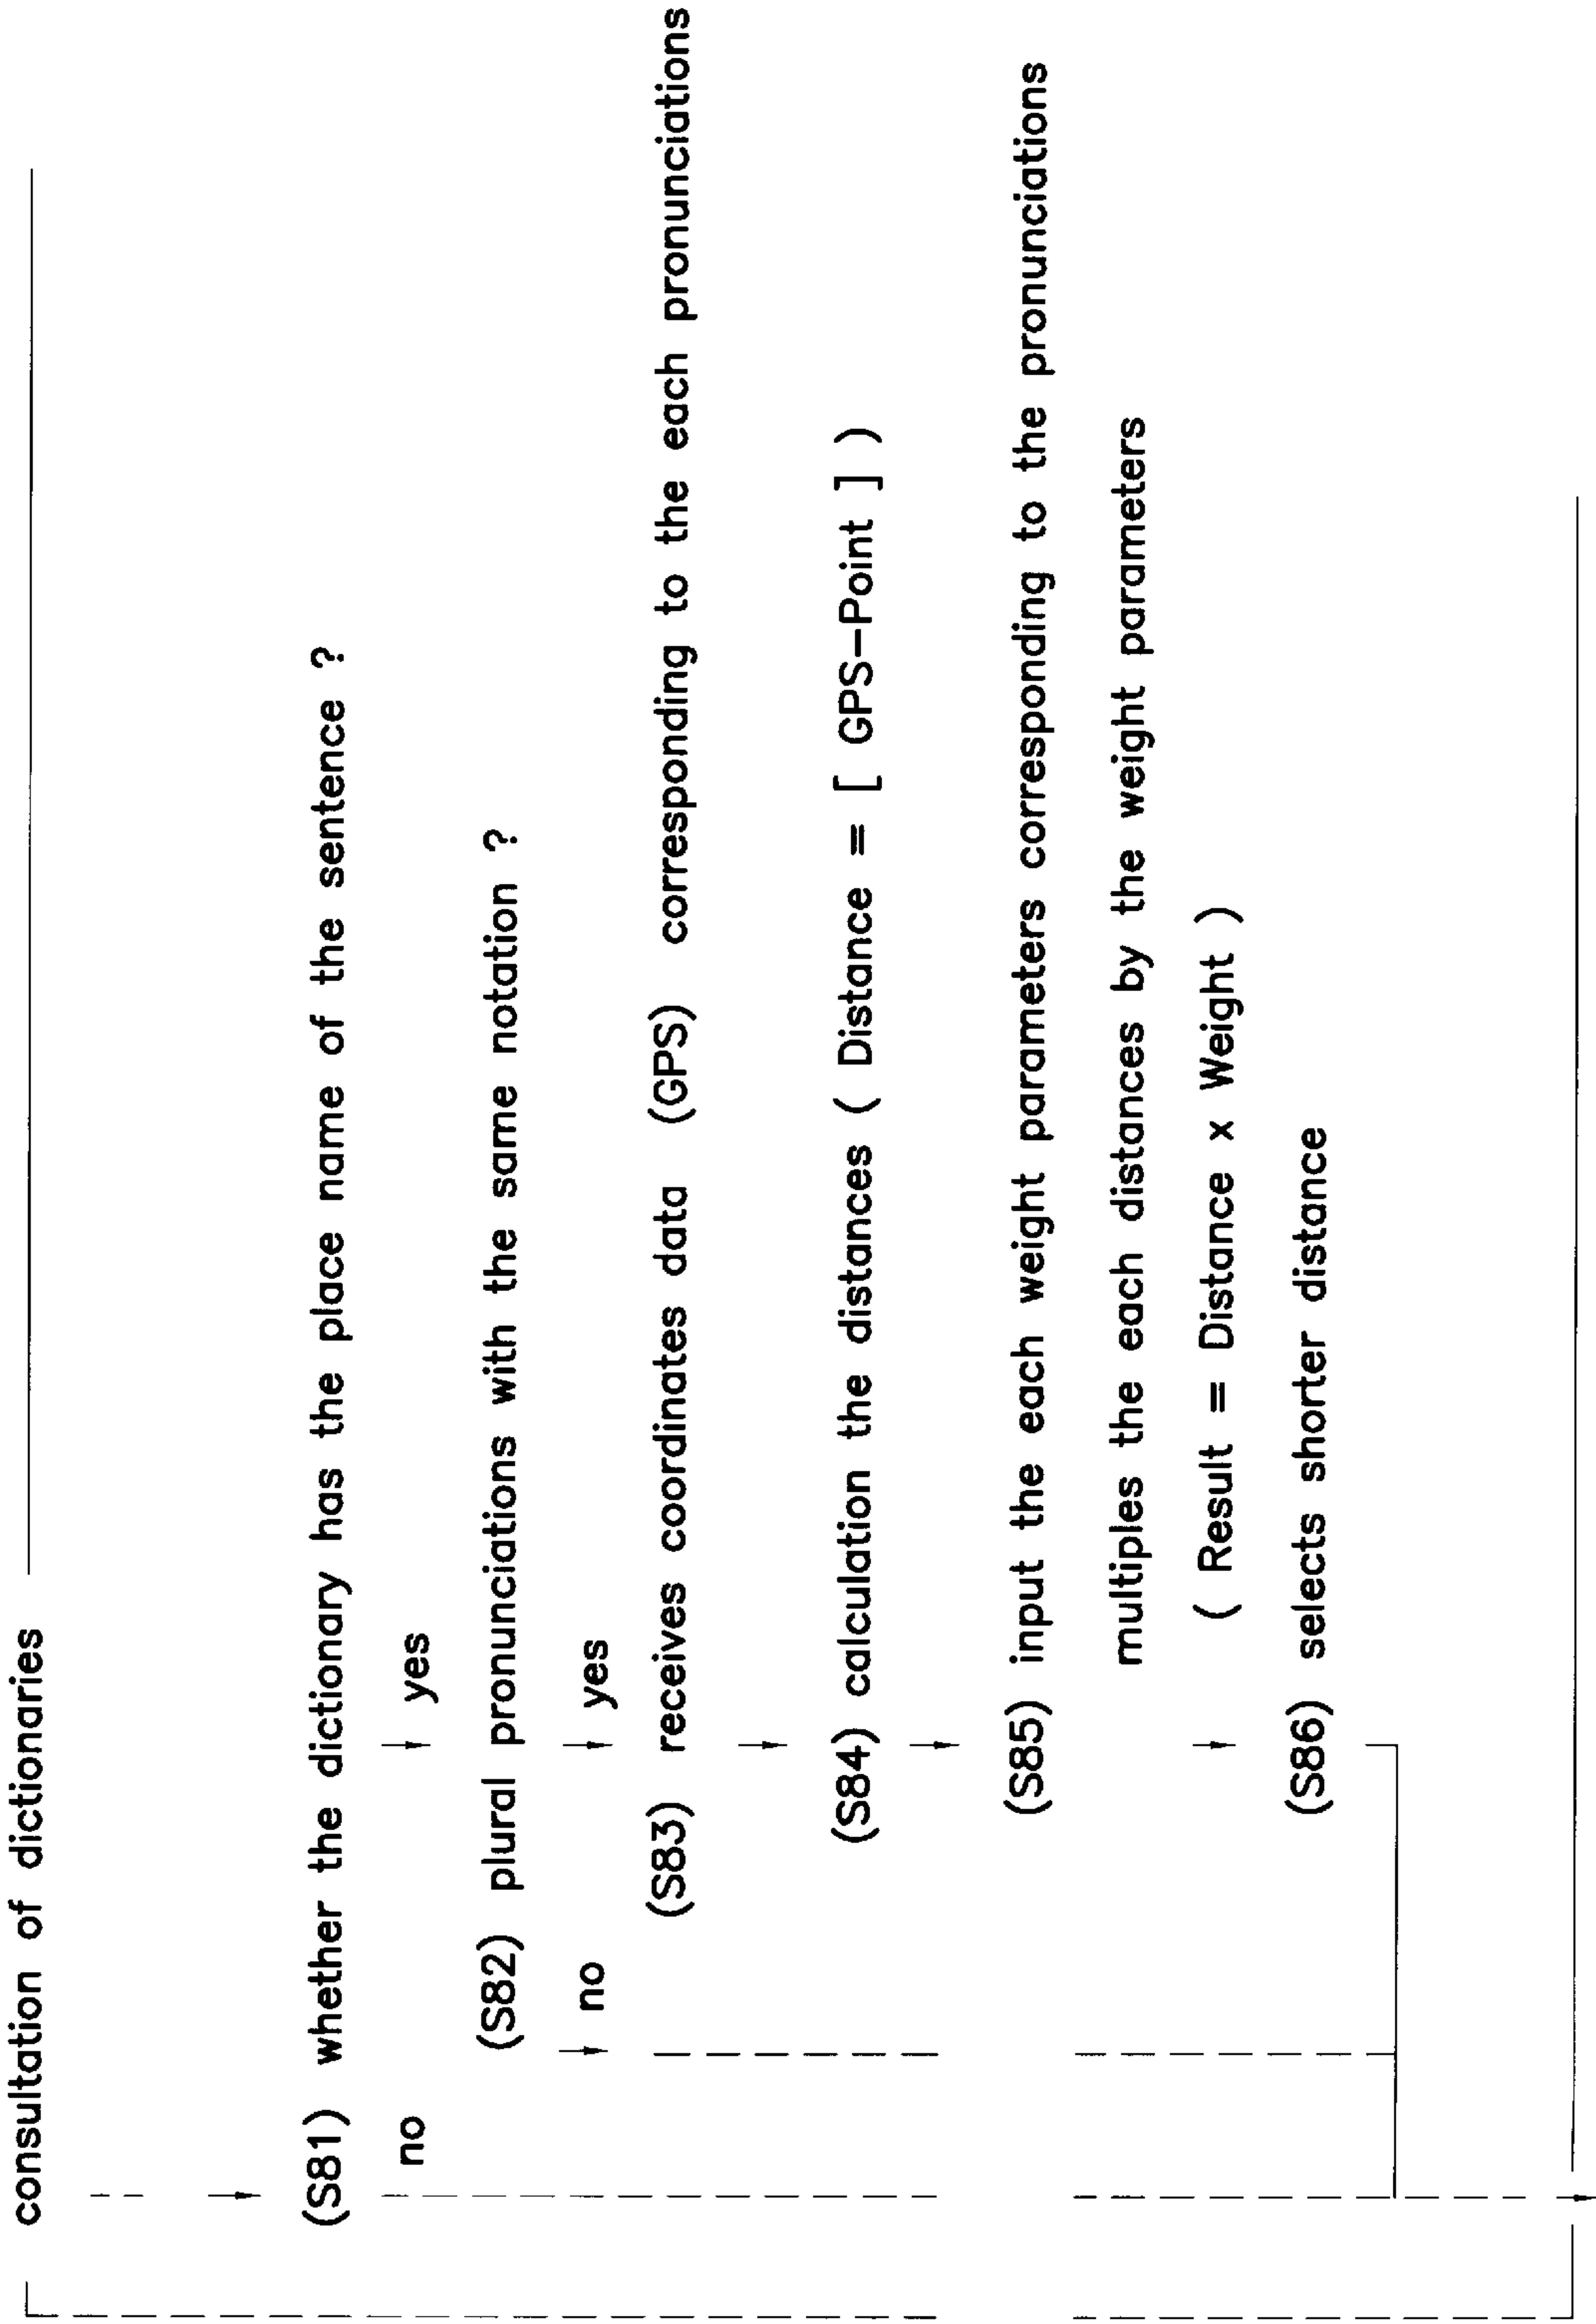 consultation of dictionaries
(S81) whether the dictionary has the place name of the sentence ?
no
yes
(S82) plural pronunciations with the same notation ?
no
yes
(S83) receives coordinates data (GPS) corresponding to the each pronunciations
(S84) calculation the distances ( Distance = [ GPS-Point ] )
(S85) input the each weight parameters corresponding to the pronunciations
multiples the each distances by the weight parameters
( Result = Distance x Weight )
(S86) selects shorter distance